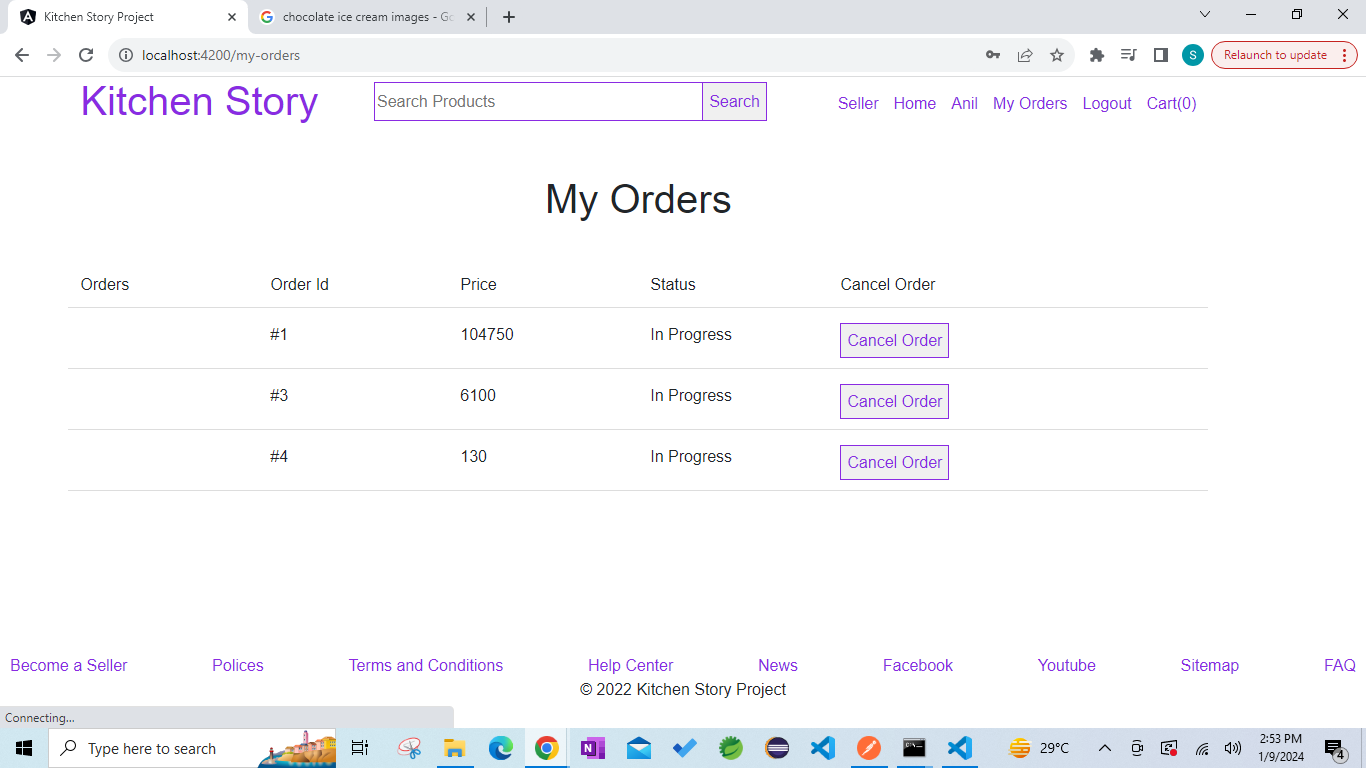 Kitchen Story Project
chocolate ice cream images - Go
localhost:4200/my-orders
S
Relaunch to update
Kitchen Story
Search Products
Search
Seller Home Anil My Orders Logout Cart(0)
My Orders
Orders Order Id Price Status Cancel Order
#1 104750 In Progress Cancel Order
#3 6100 In Progress Cancel Order
#4 130 In Progress Cancel Order
Become a Seller Polices Terms and Conditions Help Center News Facebook Youtube Sitemap FAQ
© 2022 Kitchen Story Project
Connecting...
Type here to search
29°C
2:53 PM
1/9/2024
4